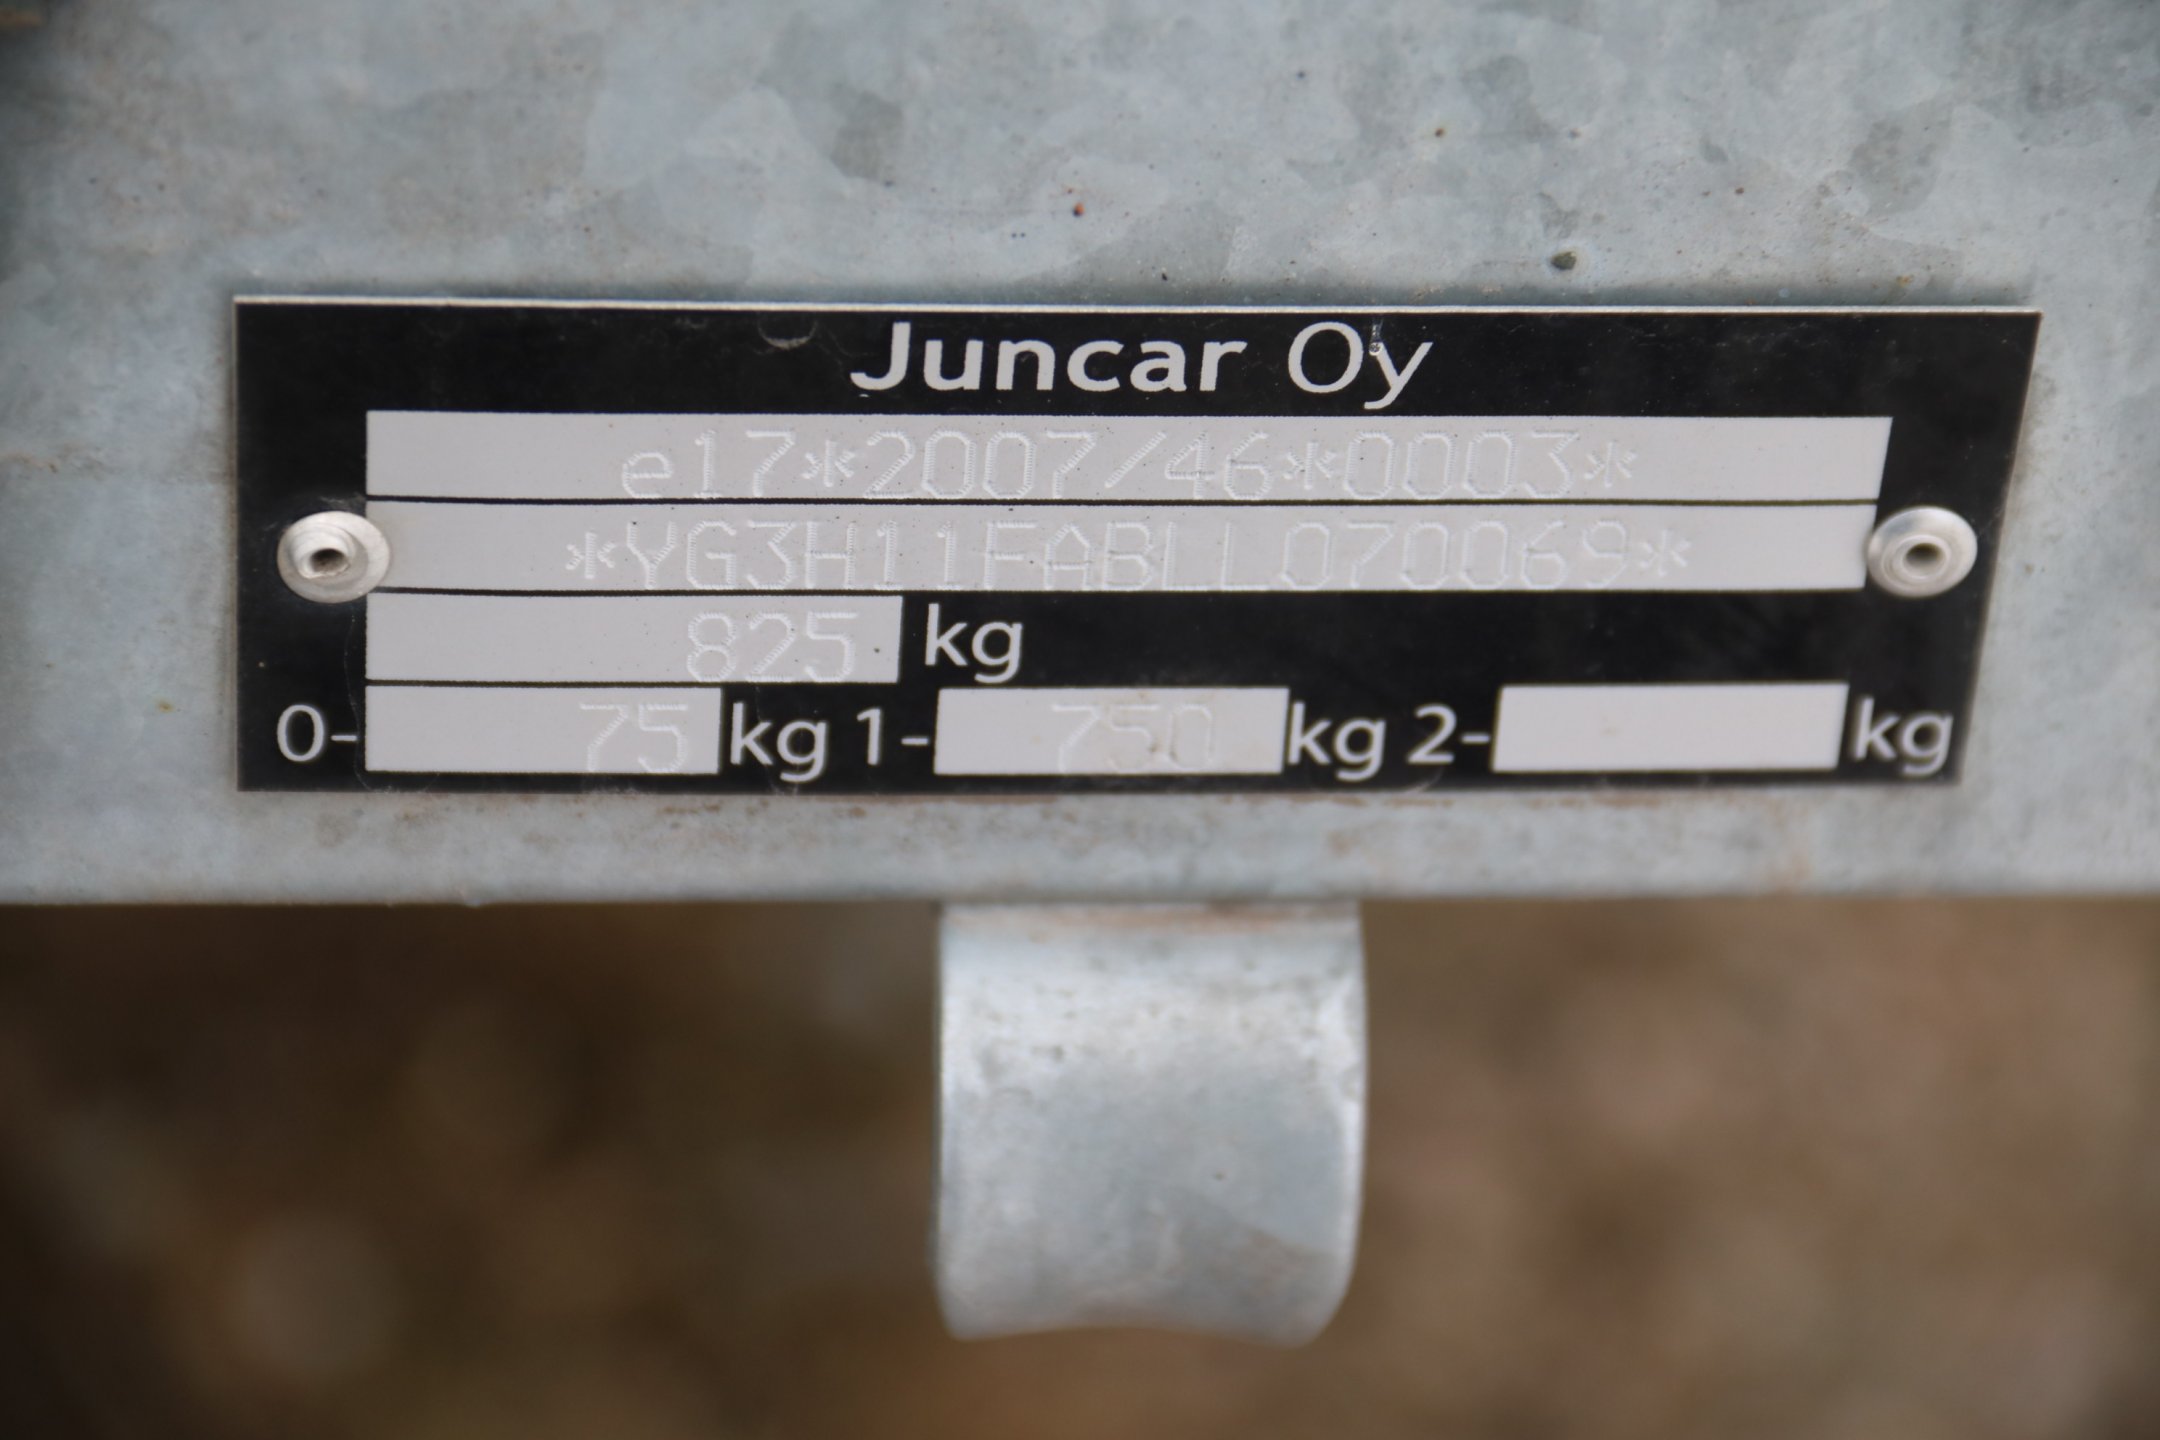 Juncar Oy
e17*2007/46*0003*
*YG3H11FABLL070069*
825 kg
0- 75 kg 1- 750 kg 2- kg